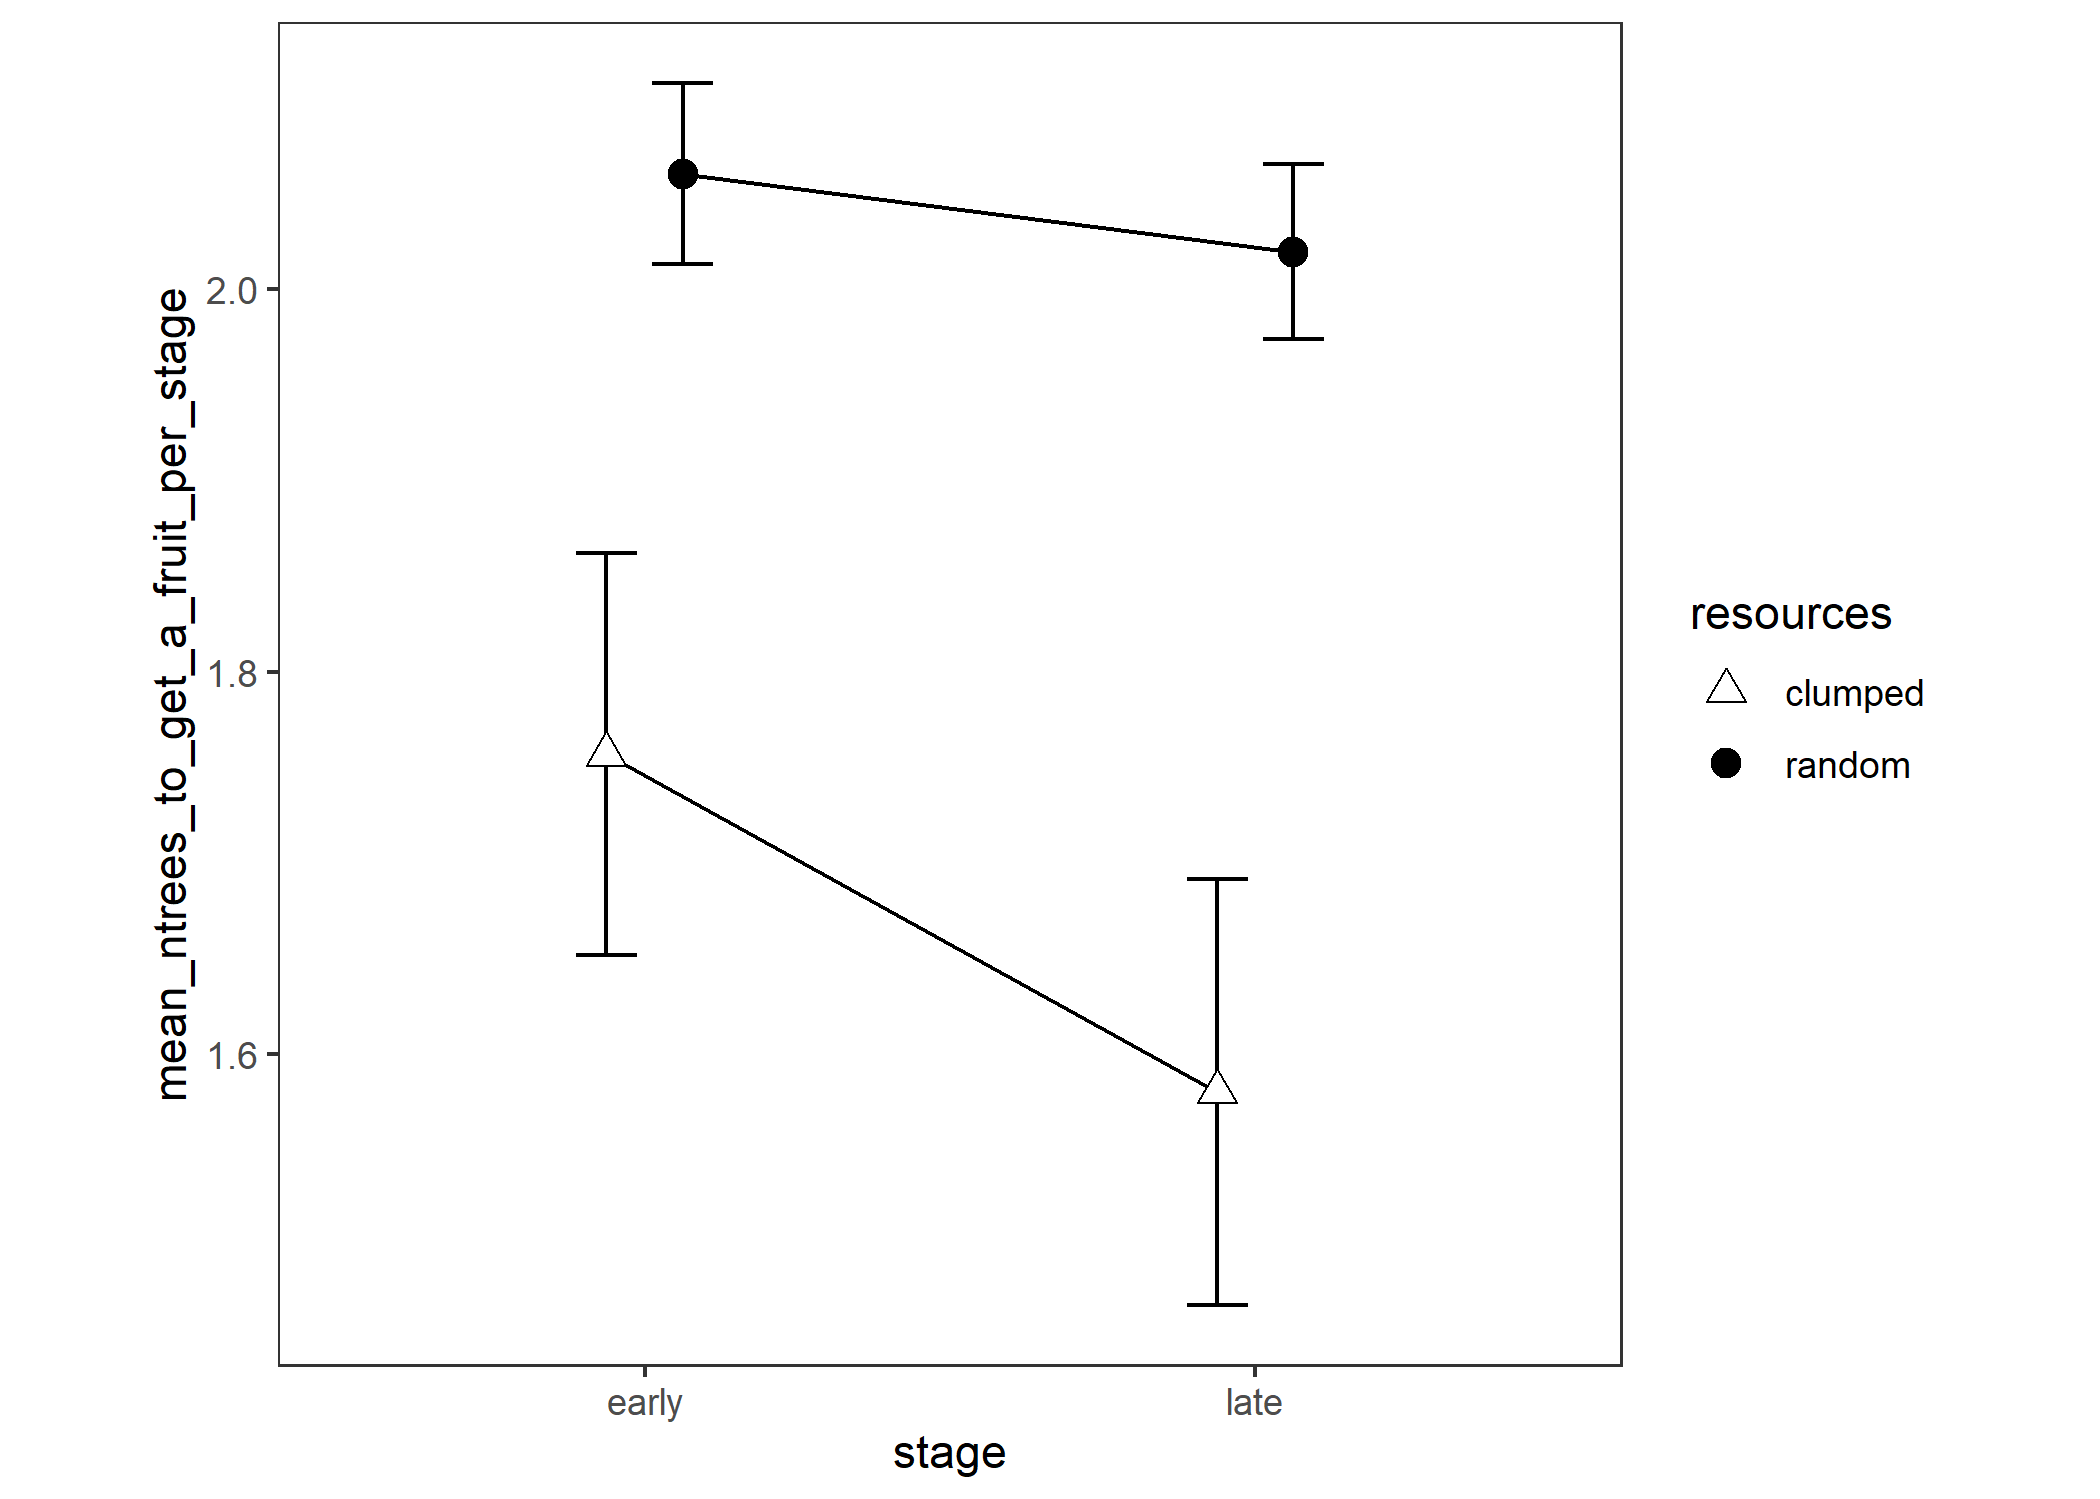 mean_ntrees_to_get_a_fruit_per_stage
2.0
1.8
1.6
early
late
stage
resources
clumped
random